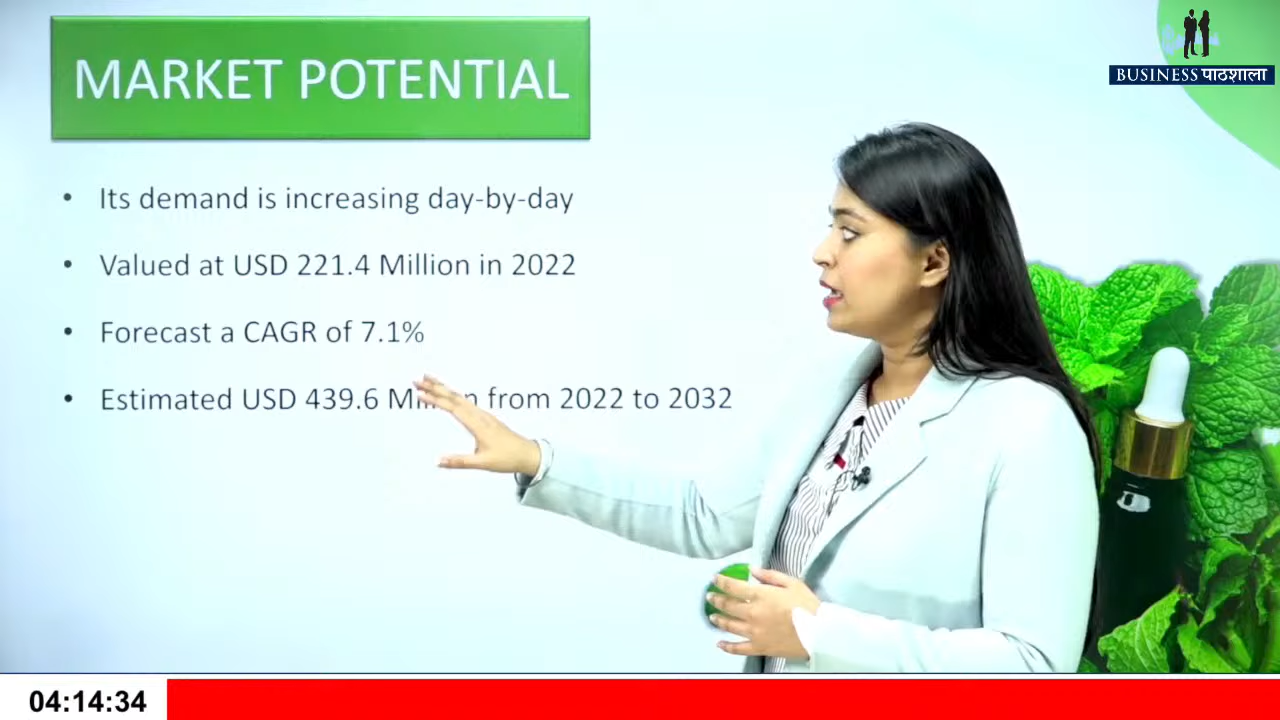 MARKET POTENTIAL
BUSINESS पाठशाला
• Its demand is increasing day-by-day
• Valued at USD 221.4 Million in 2022
• Forecast a CAGR of 7.1%
• Estimated USD 439.6 Million from 2022 to 2032
04:14:34